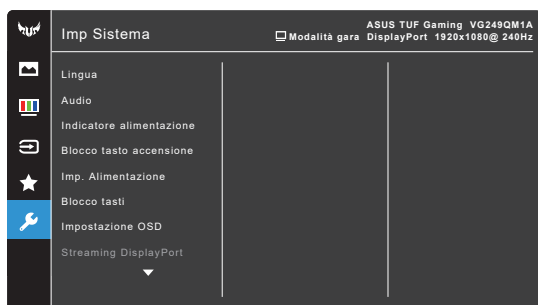 Imp Sistema
ASUS TUF Gaming VG249QM1A
Modalità gara DisplayPort 1920x1080@ 240Hz
Lingua
Audio
Indicatore alimentazione
Blocco tasto accensione
Imp. Alimentazione
Blocco tasti
Impostazione OSD
Streaming DisplayPort